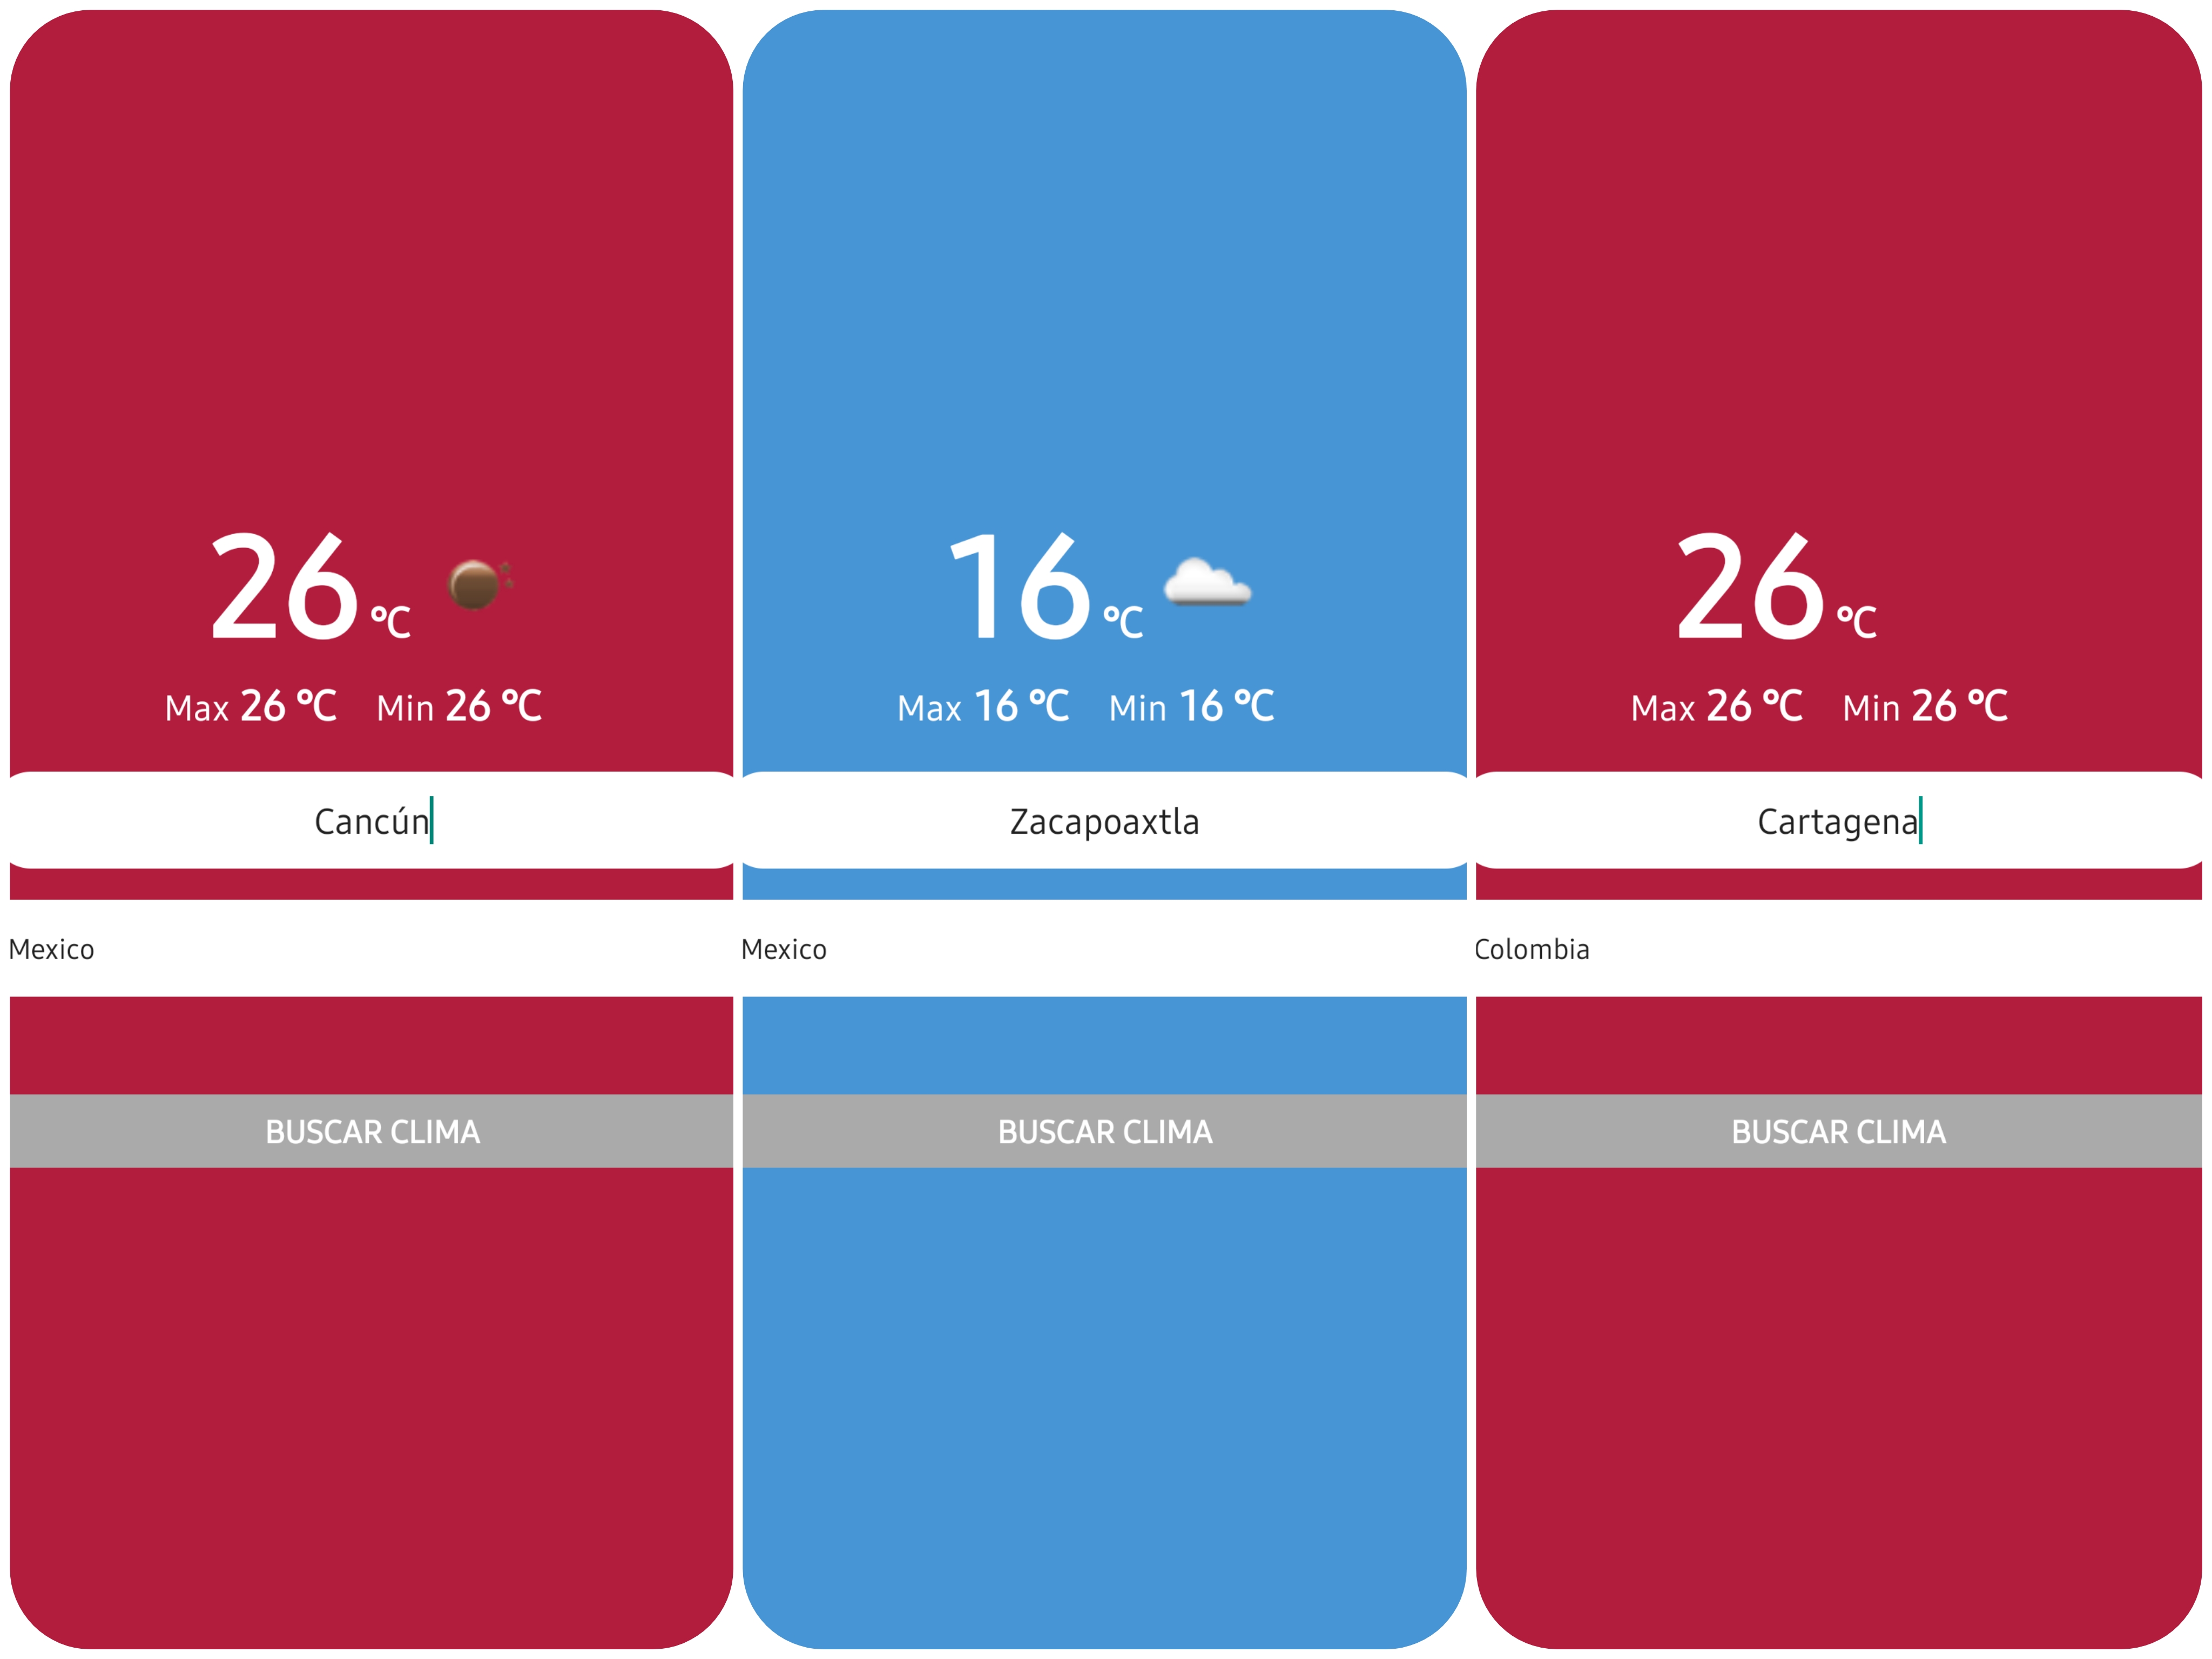 26 °C
Max 26 °C Min 26 °C
Cancún
Mexico
BUSCAR CLIMA
16 °C
Max 16 °C Min 16 °C
Zacapoaxtla
Mexico
BUSCAR CLIMA
26 °C
Max 26 °C Min 26 °C
Cartagena
Colombia
BUSCAR CLIMA